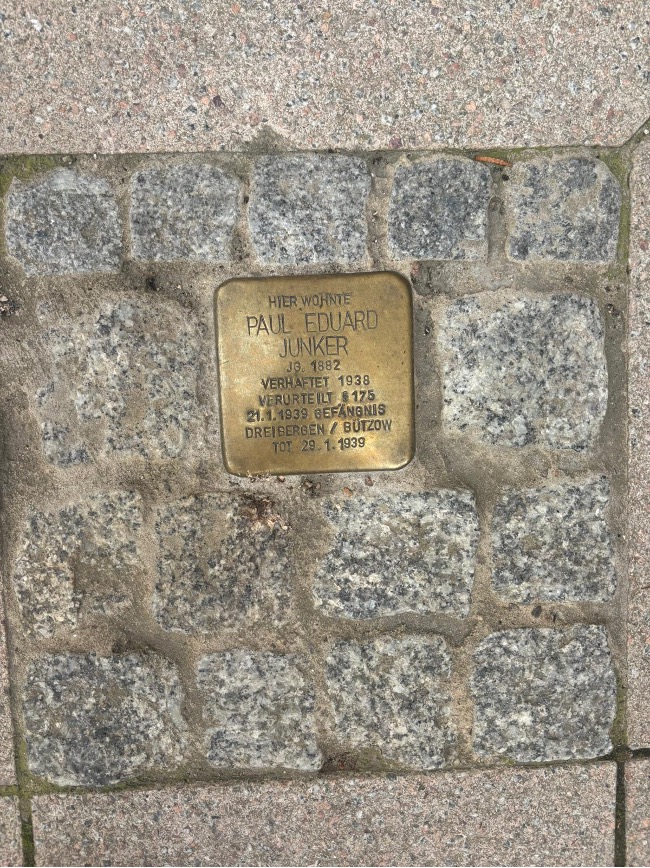 HIER WOHNTE
PAUL EDUARD
JUNKER
JG. 1882
VERHAFTET 1938
VERURTEILT §175
21.1.1939 GEFÄNGNIS
DREIBERGEN / BÜTZOW
TOT 29.1.1939